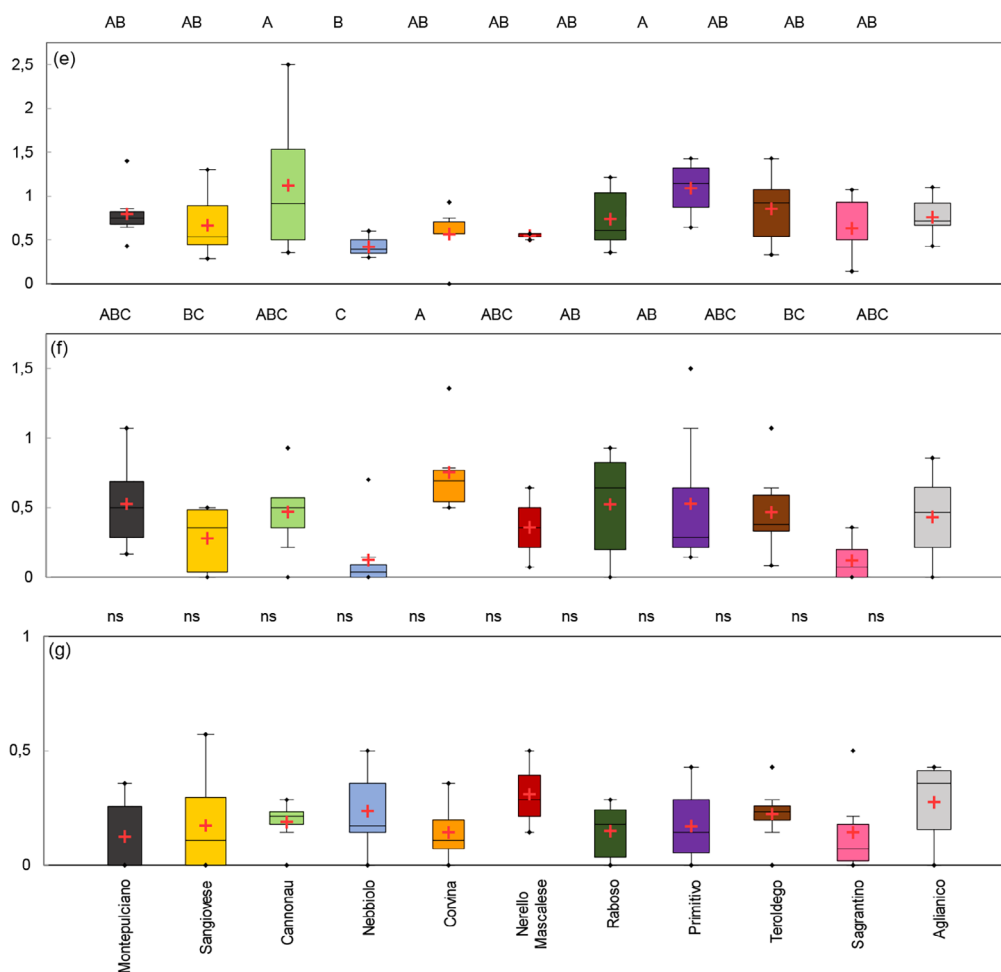 AB AB A B AB AB AB A AB AB
(e)
2,5
2
1,5
1
0,5
0
ABC BC ABC C A ABC AB AB ABC BC ABC
(f)
1,5
1
0,5
0
ns ns ns ns ns ns ns ns ns ns ns
(g)
1
0,5
0
Montepulciano
Sangiovese
Cannonau
Nebbiolo
Corvina
Nerello
Mascalese
Raboso
Primitivo
Teroldego
Sagrantino
Aglianico